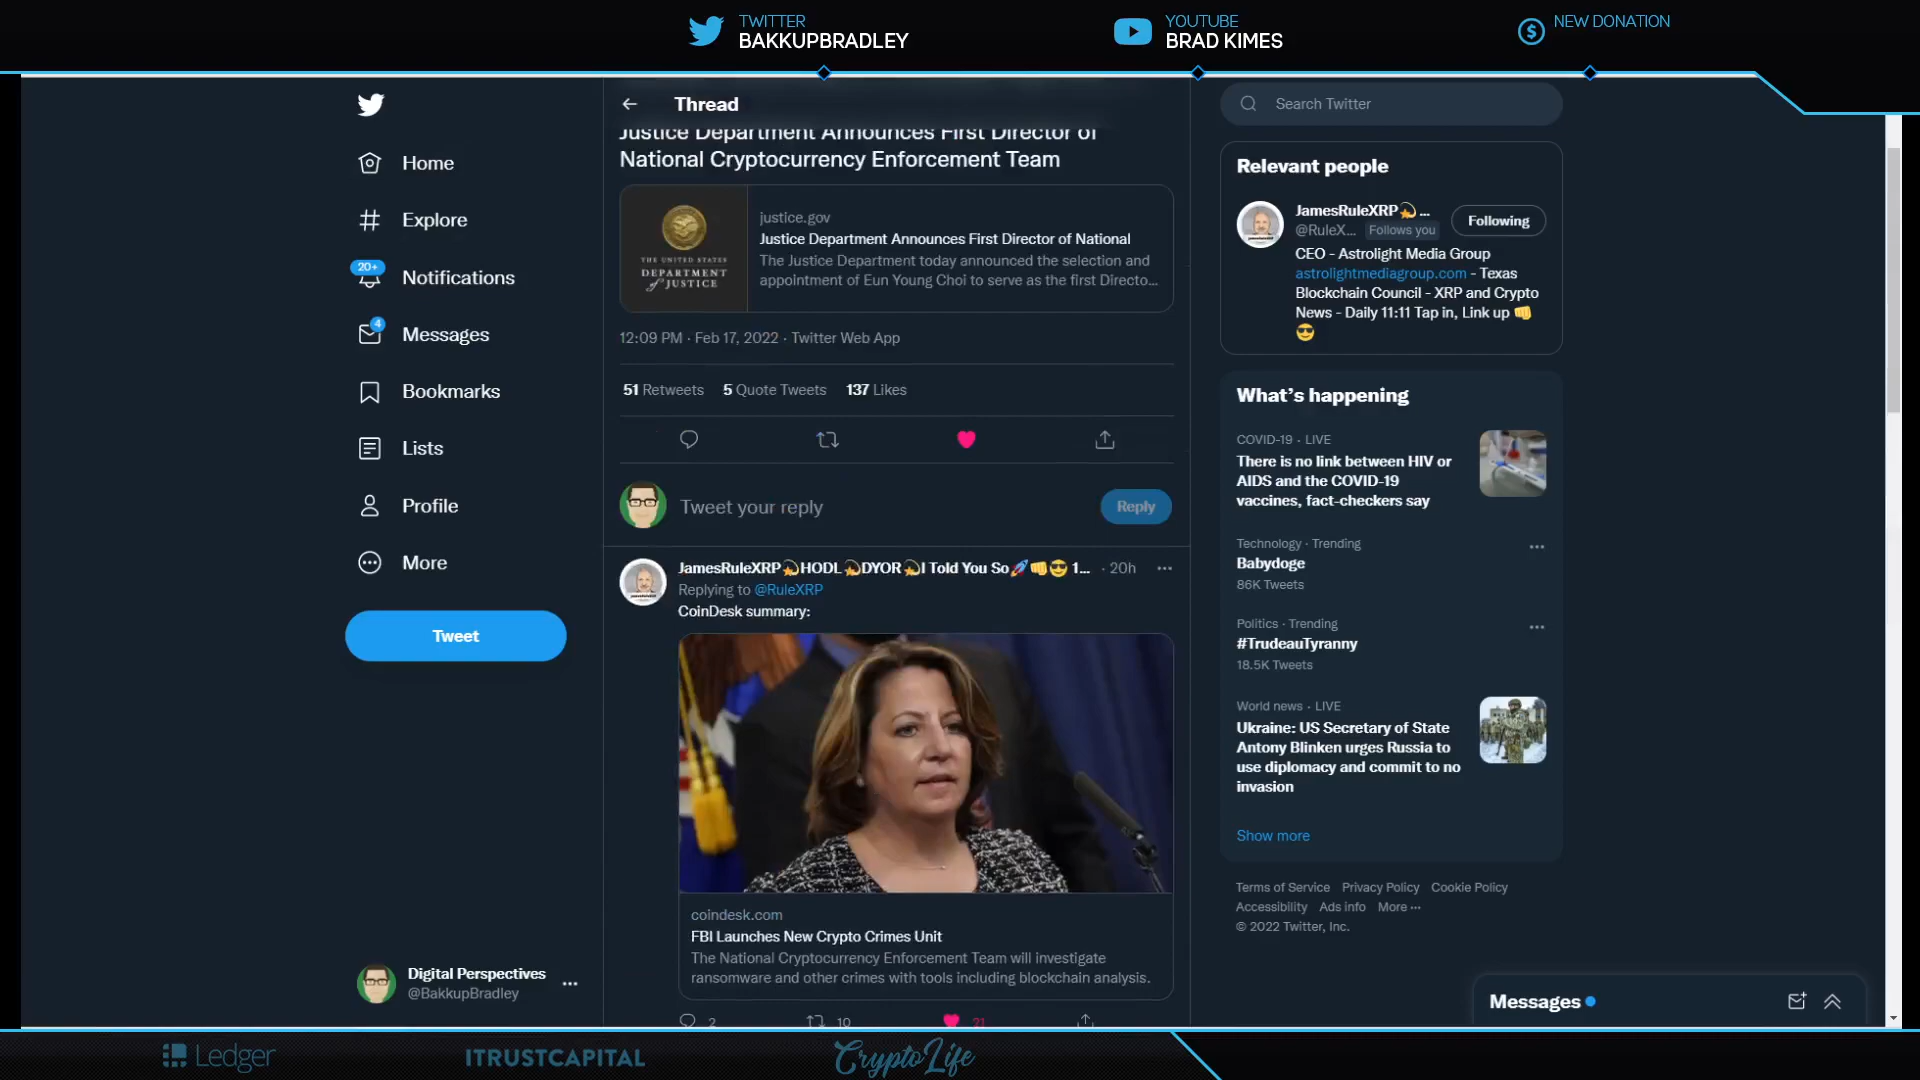 TWITTER
BAKKUPBRADLEY
YOUTUBE
BRAD KIMES
NEW DONATION
Home
Explore
20+
Notifications
4
Messages
Bookmarks
Lists
Profile
More
Tweet
Digital Perspectives
@BakkupBradley
Thread
Justice Department Announces First Director of
National Cryptocurrency Enforcement Team
THE UNITED STATES
DEPARTMENT
of JUSTICE
justice.gov
Justice Department Announces First Director of National
The Justice Department today announced the selection and
appointment of Eun Young Choi to serve as the first Directo...
12:09 PM · Feb 17, 2022 · Twitter Web App
51 Retweets 5 Quote Tweets 137 Likes
Tweet your reply
Reply
JamesRuleXRP💫HODL💫DYOR💫I Told You So🚀👊😎 1... · 20h
Replying to @RuleXRP
CoinDesk summary:
coindesk.com
FBI Launches New Crypto Crimes Unit
The National Cryptocurrency Enforcement Team will investigate
ransomware and other crimes with tools including blockchain analysis.
2 10 21
Search Twitter
Relevant people
JamesRuleXRP💫 ...
@RuleX... Follows you
Following
CEO - Astrolight Media Group
astrolightmediagroup.com - Texas
Blockchain Council - XRP and Crypto
News - Daily 11:11 Tap in, Link up 👊
😎
What's happening
COVID-19 · LIVE
There is no link between HIV or
AIDS and the COVID-19
vaccines, fact-checkers say
Technology · Trending
Babydoge
86K Tweets
Politics · Trending
#TrudeauTyranny
18.5K Tweets
World news · LIVE
Ukraine: US Secretary of State
Antony Blinken urges Russia to
use diplomacy and commit to no
invasion
Show more
Terms of Service Privacy Policy Cookie Policy
Accessibility Ads info More ···
© 2022 Twitter, Inc.
Messages
Ledger
ITRUSTCAPITAL
CryptoLife